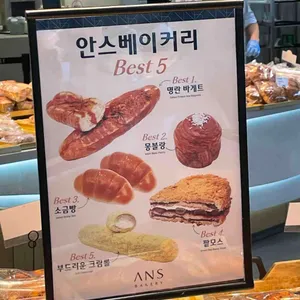 안스베이커리
Best 5
Best 1.
명란 바게트
Best 2.
몽블랑
Best 3.
소금빵
Best 4.
팔모스
Best 5.
부드러운 크림벨
ANS
BAKERY